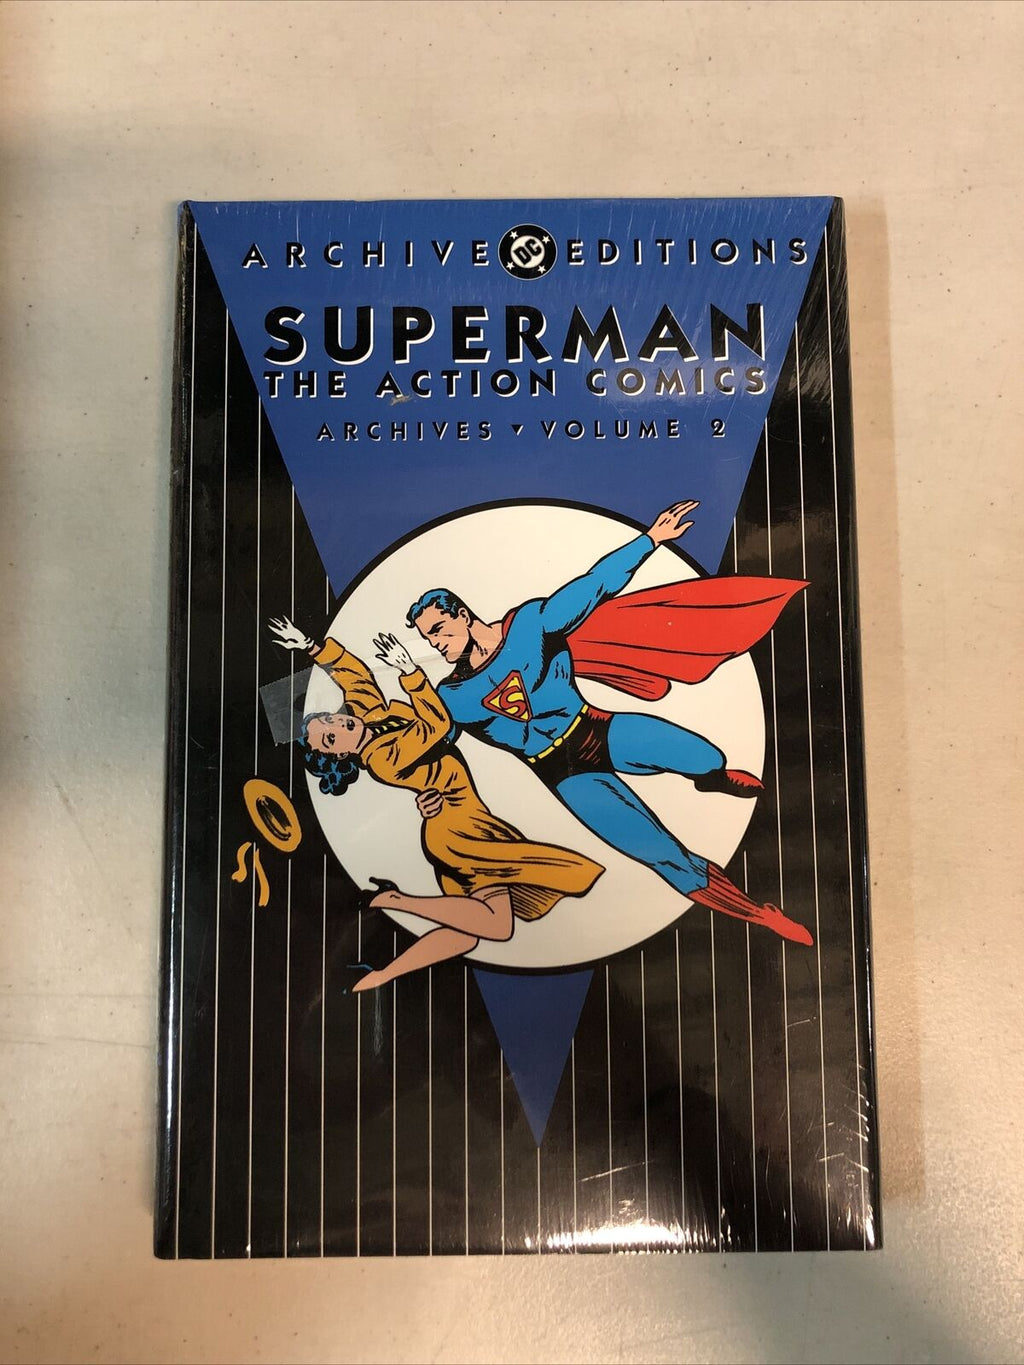 ARCHIVE DC EDITIONS
SUPERMAN
THE ACTION COMICS
ARCHIVES ▾ VOLUME 2
S